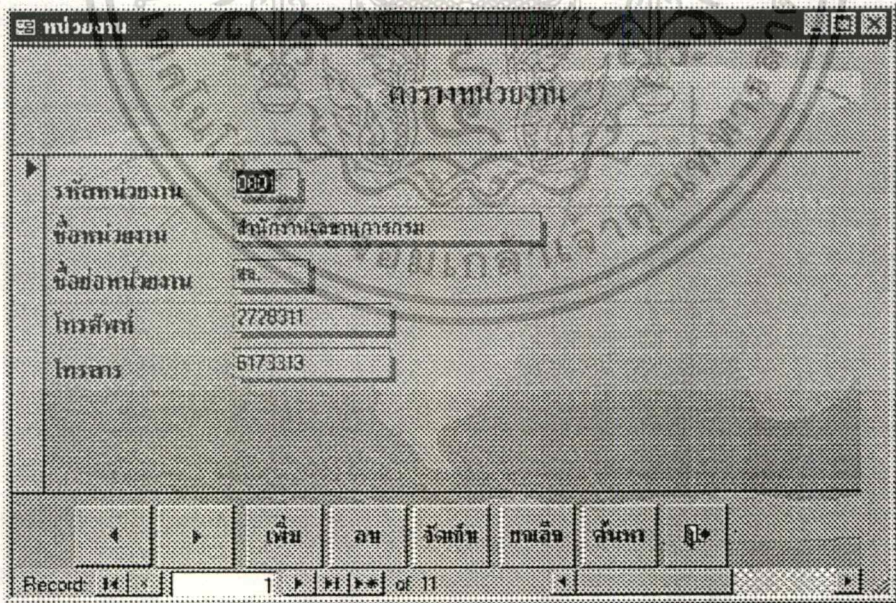 หน่วยงาน
ตารางหน่วยงาน
รหัสหน่วยงาน 0001
ชื่อหน่วยงาน สำนักงานเลขานุการกรม
ชื่อย่อหน่วยงาน สล.
โทรศัพท์ 2728311
โทรสาร 6173313
เพิ่ม ลบ จัดเก็บ ยกเลิก ค้นหา
Record: 1 of 11